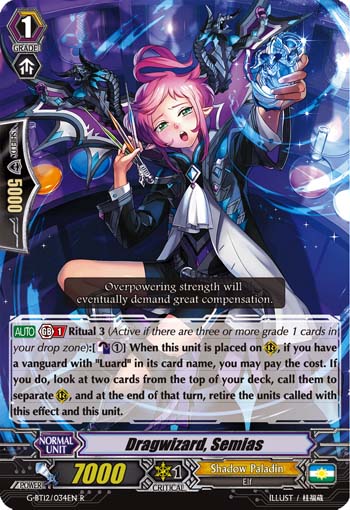 1
GRADE
SHIELD
5000
Overpowering strength will
eventually demand great compensation.
AUTO GB 1 Ritual 3 (Active if there are three or more grade 1 cards in
your drop zone):[ 1] When this unit is placed on R, if you have
a vanguard with "Luard" in its card name, you may pay the cost. If
you do, look at two cards from the top of your deck, call them to
separate R, and at the end of that turn, retire the units called with
this effect and this unit.
NORMAL
UNIT
Dragwizard, Semias
POWER
7000
1
CRITICAL
Shadow Paladin
Elf
G-BT12/034EN R
ILLUST / 桂福蔵